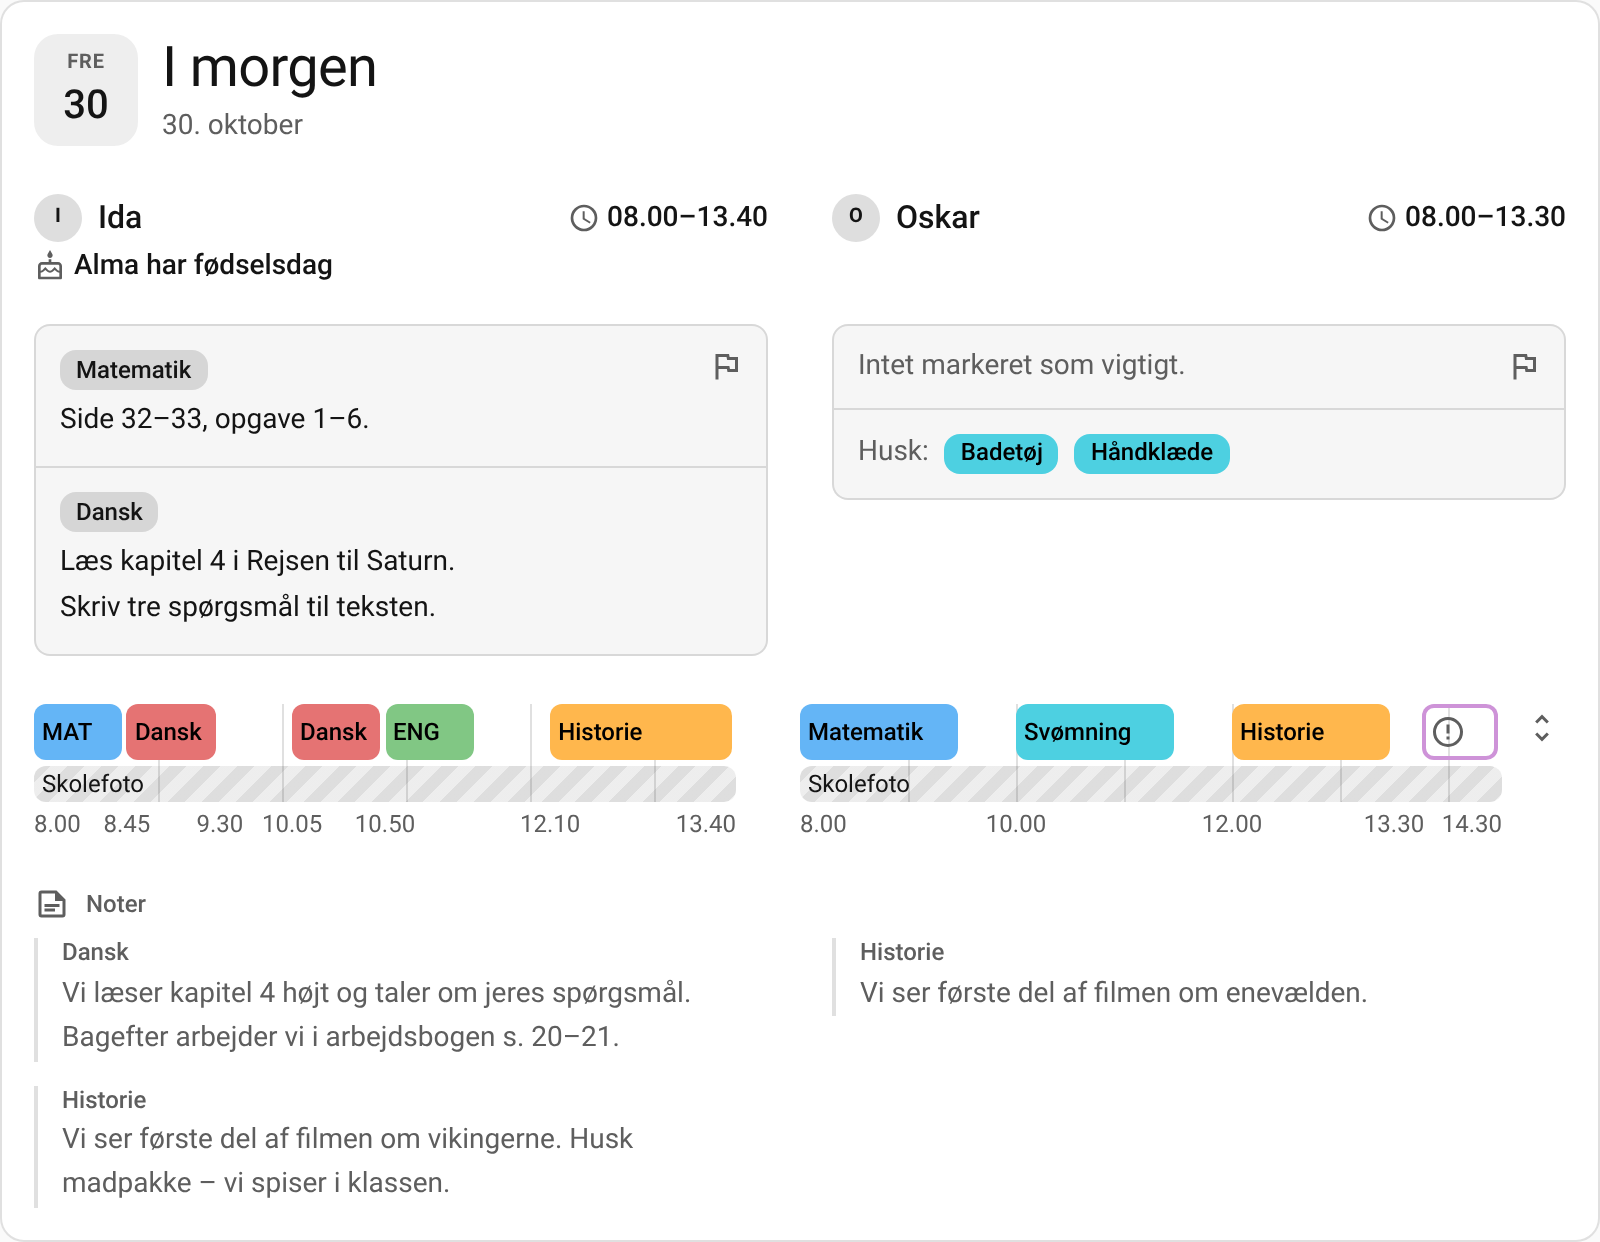 FRE
30
I morgen
30. oktober
I
Ida
08.00–13.40
Alma har fødselsdag
Matematik
Side 32–33, opgave 1–6.
Dansk
Læs kapitel 4 i Rejsen til Saturn.
Skriv tre spørgsmål til teksten.
O
Oskar
08.00–13.30
Intet markeret som vigtigt.
Husk: Badetøj Håndklæde
MAT Dansk Dansk ENG Historie
Skolefoto
8.00 8.45 9.30 10.05 10.50 12.10 13.40
Matematik Svømning Historie
Skolefoto
8.00 10.00 12.00 13.30 14.30
Noter
Dansk
Vi læser kapitel 4 højt og taler om jeres spørgsmål.
Bagefter arbejder vi i arbejdsbogen s. 20–21.
Historie
Vi ser første del af filmen om vikingerne. Husk
madpakke – vi spiser i klassen.
Historie
Vi ser første del af filmen om enevælden.